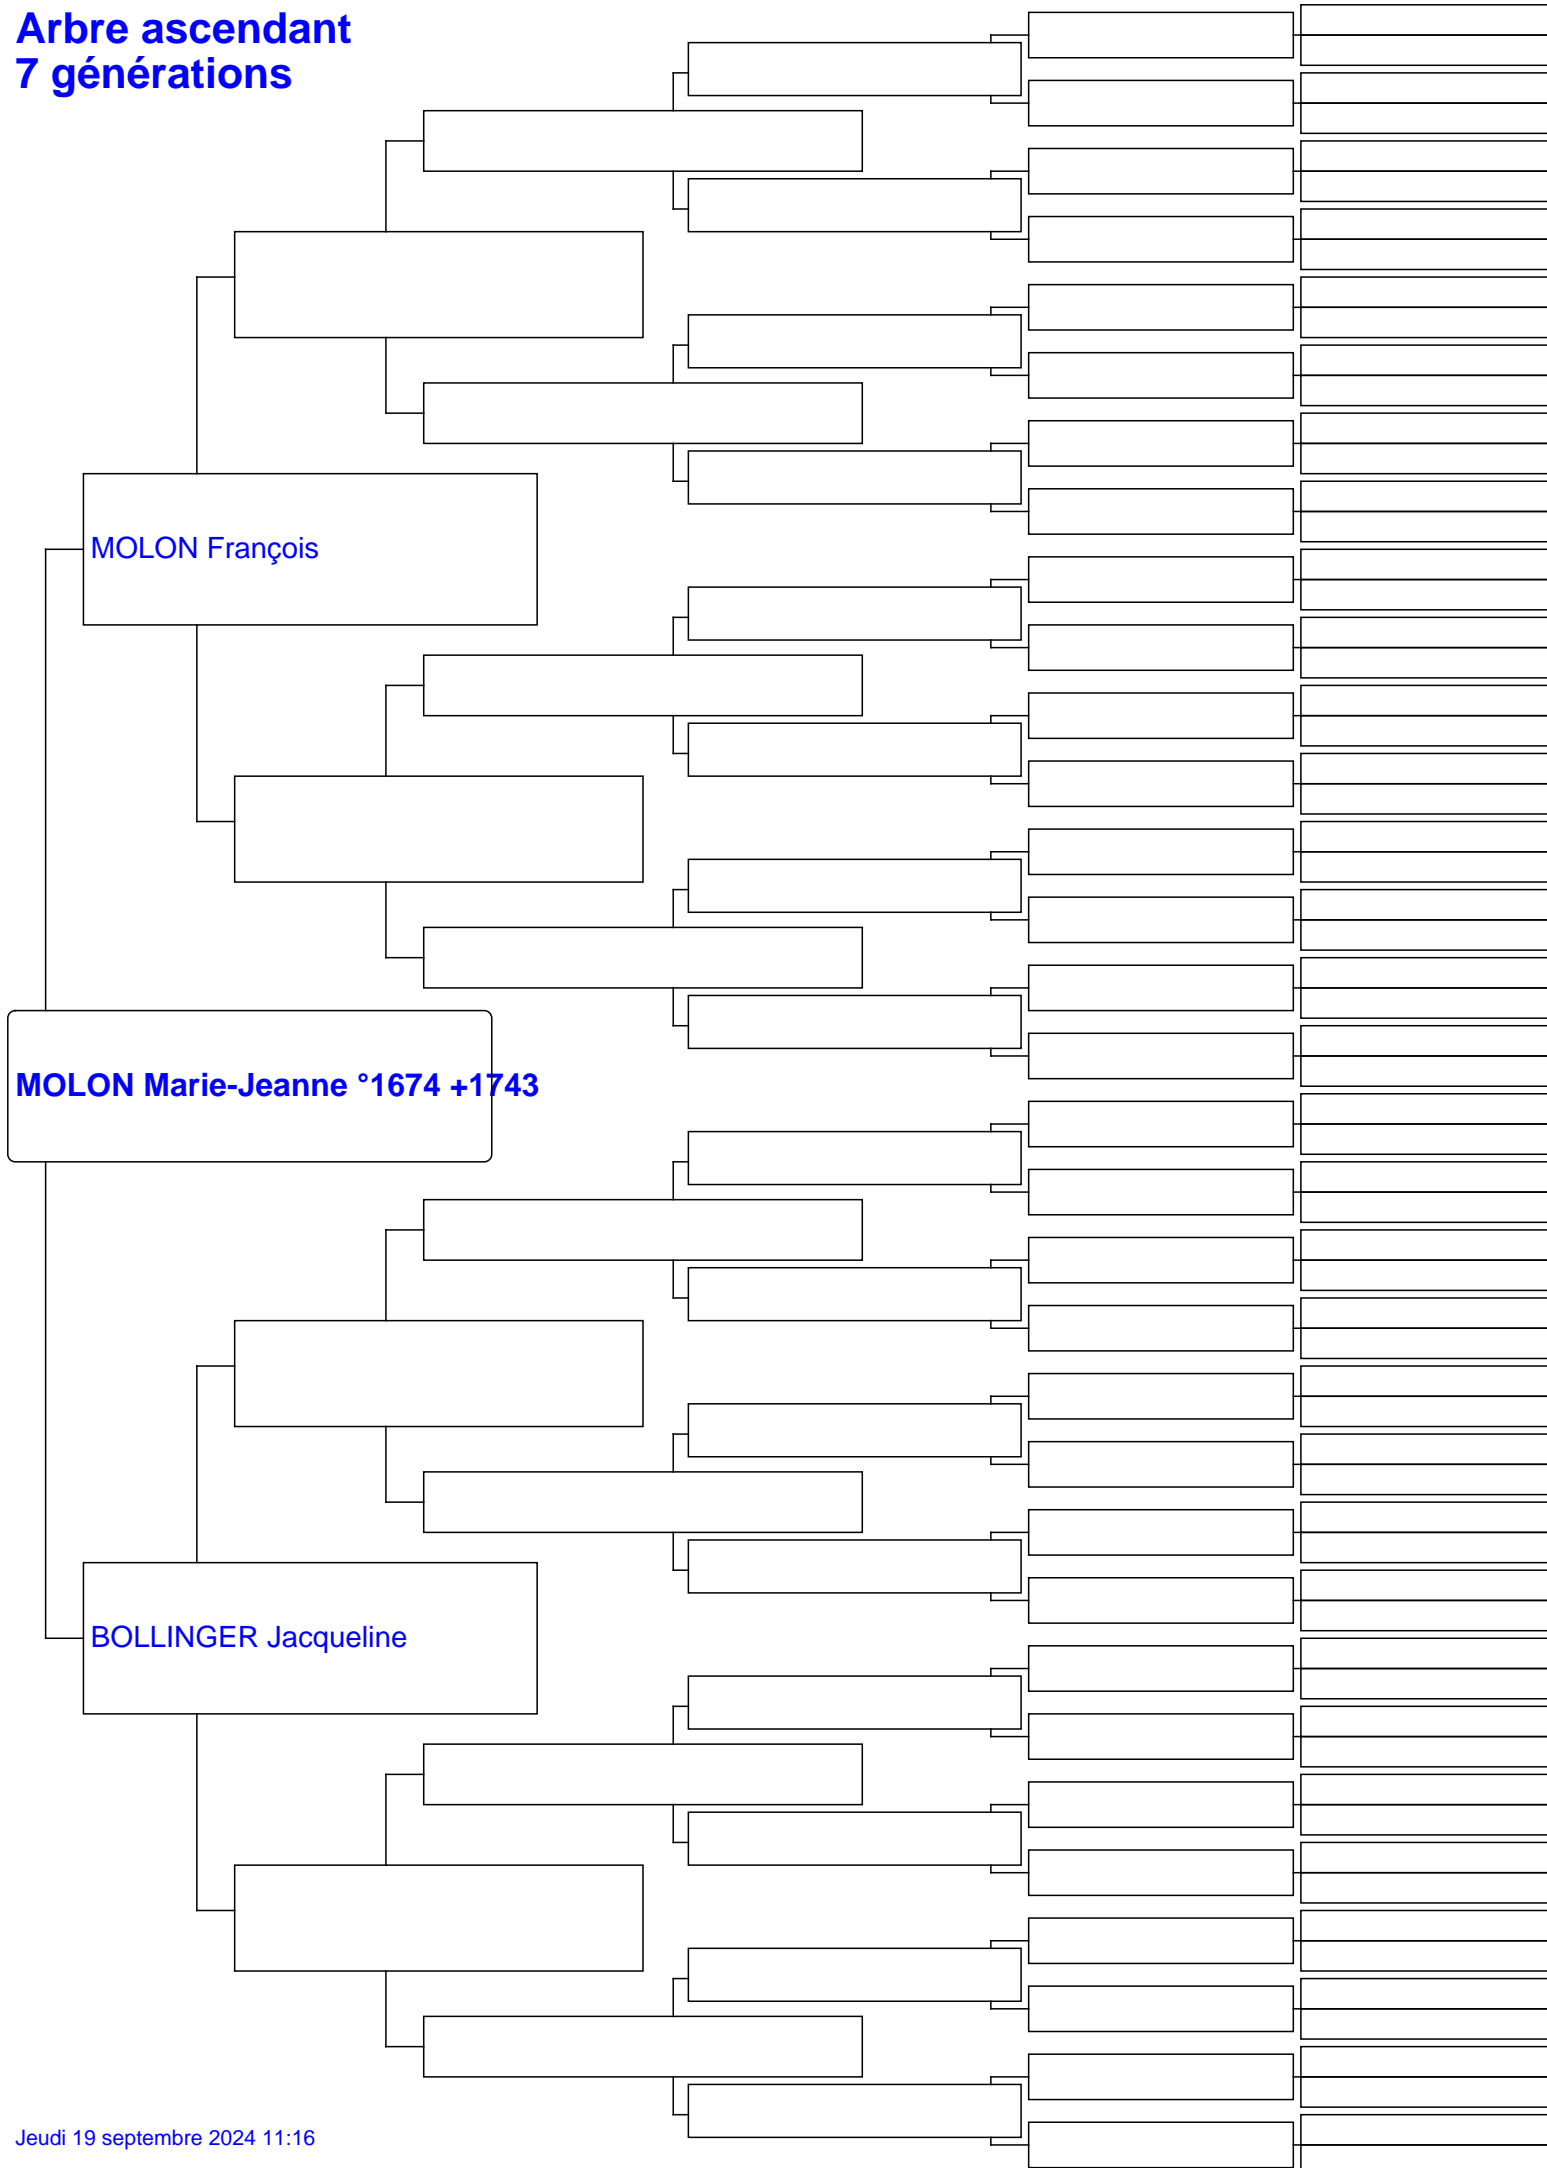 Arbre ascendant
7 générations
MOLON François
MOLON Marie-Jeanne °1674 +1743
BOLLINGER Jacqueline
Jeudi 19 septembre 2024 11:16